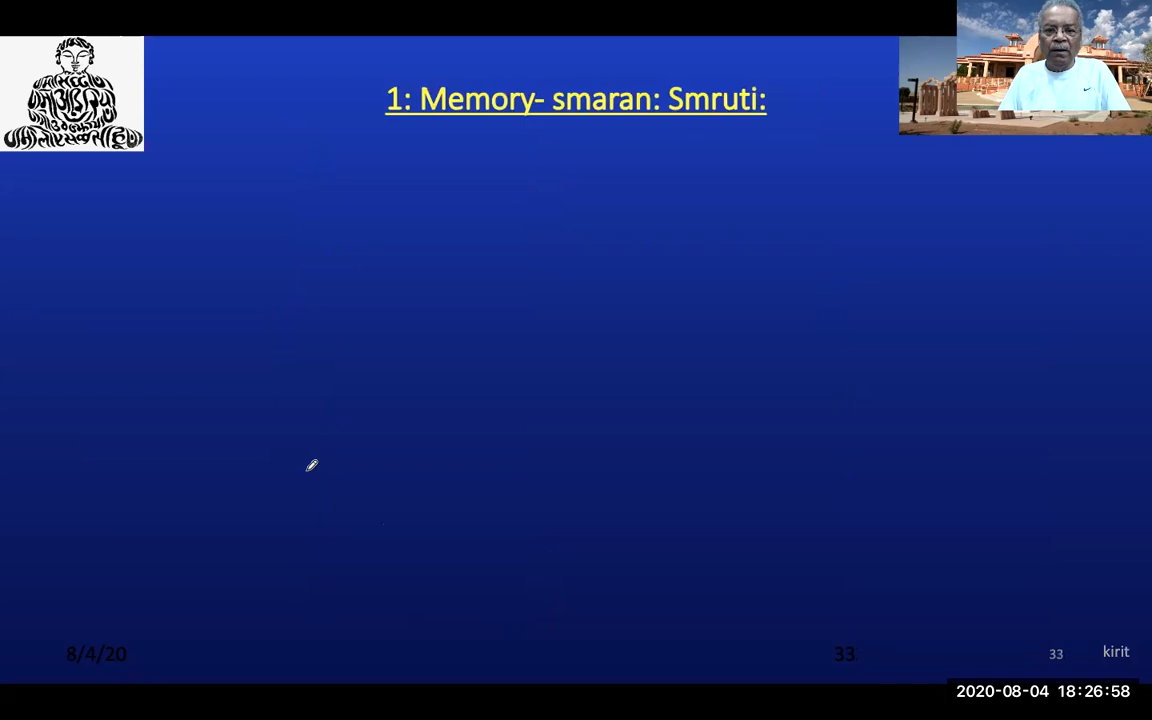 1: Memory- smaran: Smruti:
8/4/20
33
33
kirit
2020-08-04 18:26:58